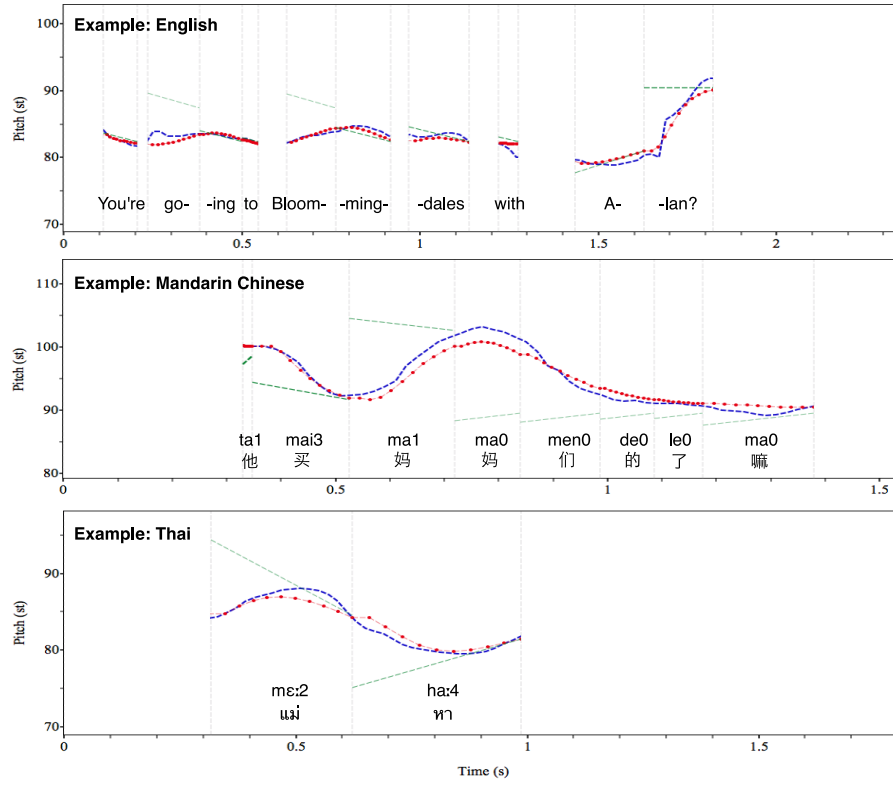 Example: English
Pitch (st)
100
90
80
70
You're go- -ing to Bloom- -ming- -dales with A- -lan?
0 0.5 1 1.5 2
Example: Mandarin Chinese
Pitch (st)
110
100
90
80
ta1 mai3 ma1 ma0 men0 de0 le0 ma0
他 买 妈 妈 们 的 了 嘛
0 0.5 1 1.5
Example: Thai
Pitch (st)
90
80
70
mɛ:2 ha:4
แม่ หา
0 0.5 1 1.5
Time (s)